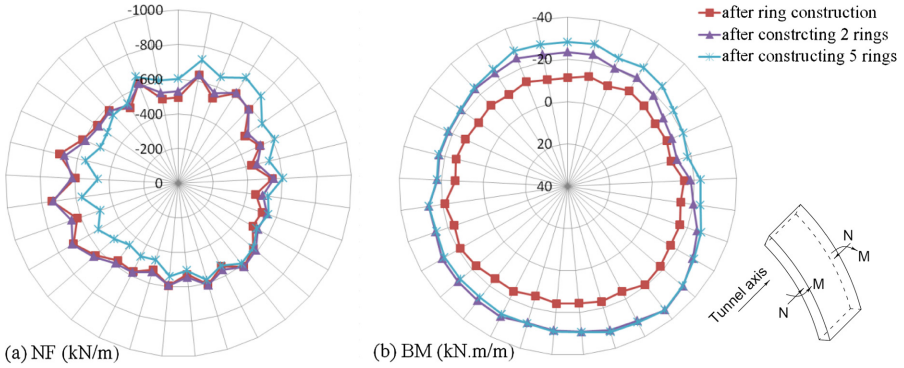 -1000
-800
-600
-400
-200
0
(a) NF (kN/m)
-40
-20
0
20
40
(b) BM (kN.m/m)
after ring construction
after constrcting 2 rings
after constructing 5 rings
Tunnel axis
N
M
N
M